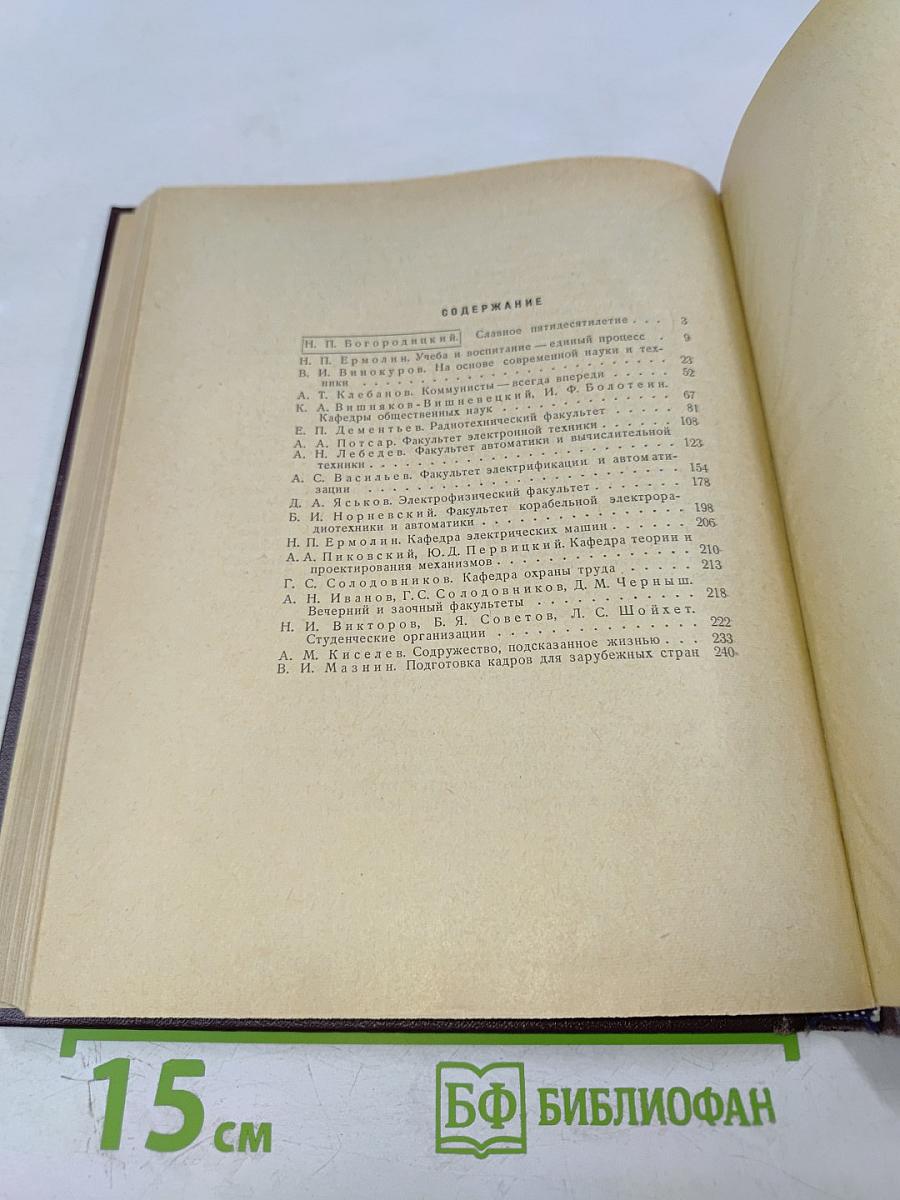 СОДЕРЖАНИЕ
Н. П. Богородицкий. Славное пятидесятилетие . . . 3
Н. П. Ермолин. Учеба и воспитание — единый процесс . 9
В. И. Винокуров. На основе современной науки и тех-
ники . . . . . . . . . . . . . . . . . 23
А. Т. Клебанов. Коммунисты — всегда впереди . . . . . 52
К. А. Вишняков-Вишневецкий, И. Ф. Болотеин.
Кафедры общественных наук . . . . . . . . . . 67
Е. П. Дементьев. Радиотехнический факультет . . . . . 81
А. А. Потсар. Факультет электронной техники . . . . . 108
А. Н. Лебедев. Факультет автоматики и вычислительной
техники . . . . . . . . . . . . . . . . . 123
А. С. Васильев. Факультет электрификации и автомати-
зации . . . . . . . . . . . . . . . . . 154
Д. А. Яськов. Электрофизический факультет . . . . . . 178
Б. И. Норневский. Факультет корабельной электрора-
диотехники и автоматики . . . . . . . . . . . 198
Н. П. Ермолин. Кафедра электрических машин . . . . . 206
А. А. Пиковский, Ю. Д. Первицкий. Кафедра теории и
проектирования механизмов . . . . . . . . . . 210
Г. С. Солодовников. Кафедра охраны труда . . . . . 213
А. Н. Иванов, Г. С. Солодовников, Д. М. Черныш.
Вечерний и заочный факультеты . . . . . . . . . 218
Н. И. Викторов, Б. Я. Советов, Л. С. Шойхет.
Студенческие организации . . . . . . . . . . . 222
А. М. Киселев. Содружество, подсказанное жизнью . . . 233
В. И. Мазнин. Подготовка кадров для зарубежных стран 240
15 см
БФ БИБЛИОФАН